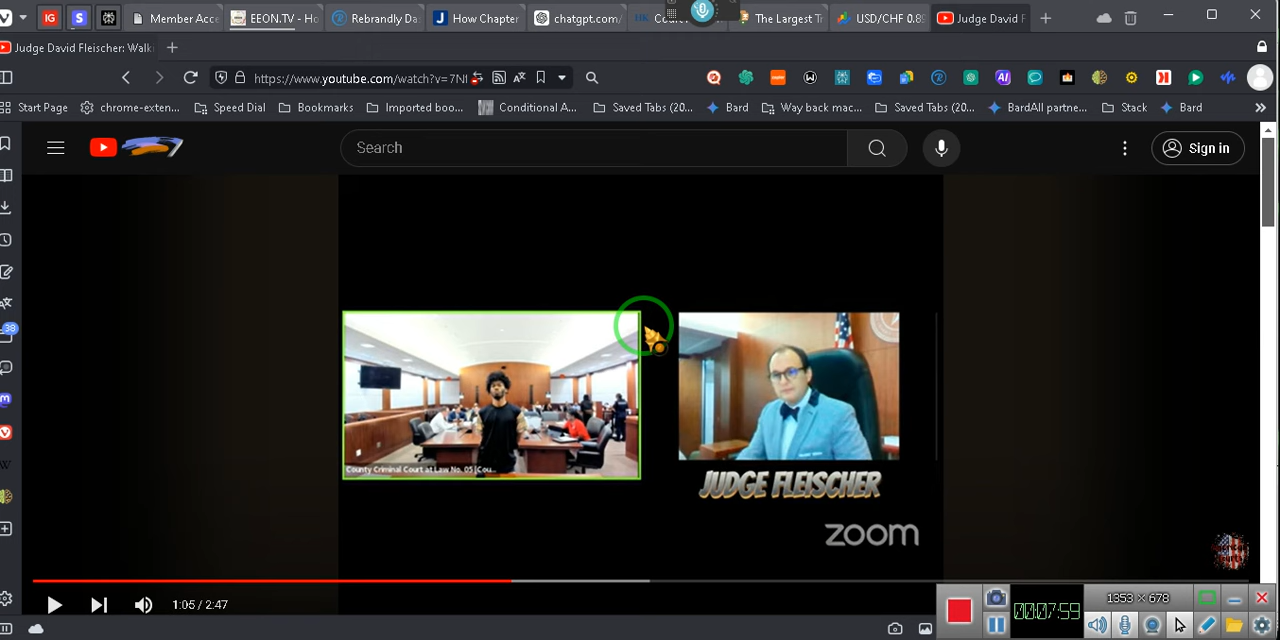 IG
S
Member Acce
EEON.TV - Ho
Rebrandly Da
J
How Chapter
chatgpt.com/
The Largest Tr
USD/CHF 0.8
Judge David F
Judge David Fleischer: Walk
https://www.youtube.com/watch?v=7N
Start Page
chrome-exten...
Speed Dial
Bookmarks
Imported boo...
Conditional A...
Saved Tabs (20...
Bard
Way back mac...
Saved Tabs (20...
BardAll partne...
Stack
Bard
Search
Sign in
38
County Criminal Court at Law No. 05 (Cou...
JUDGE FLEISCHER
zoom
1:05 / 2:47
00:07:59
1353 × 678